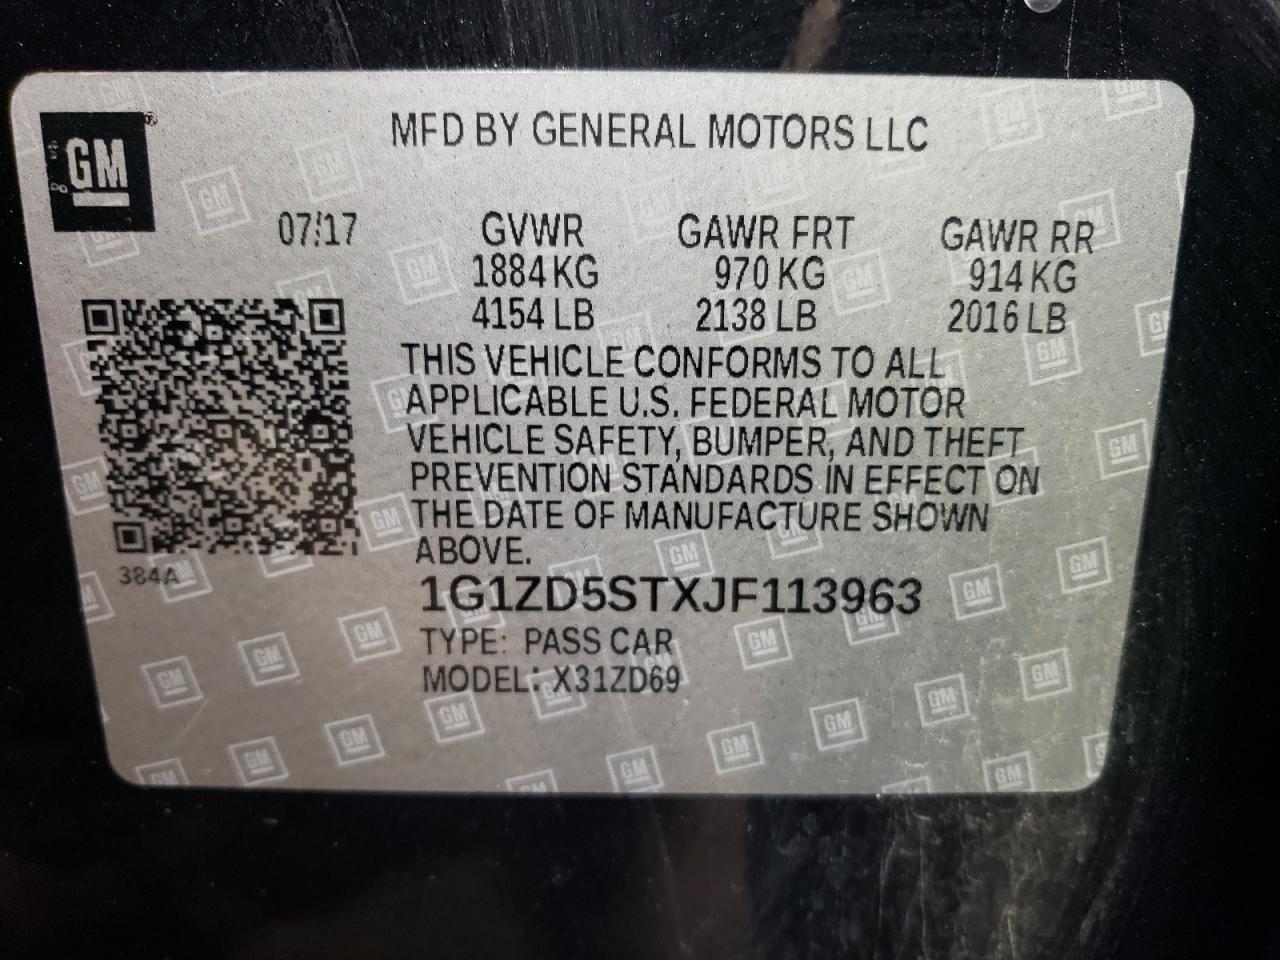 GM
MFD BY GENERAL MOTORS LLC
07/17 GVWR GAWR FRT GAWR RR
1884 KG 970 KG 914 KG
4154 LB 2138 LB 2016 LB
THIS VEHICLE CONFORMS TO ALL
APPLICABLE U.S. FEDERAL MOTOR
VEHICLE SAFETY, BUMPER, AND THEFT
PREVENTION STANDARDS IN EFFECT ON
THE DATE OF MANUFACTURE SHOWN
ABOVE.
384A
1G1ZD5STXJF113963
TYPE: PASS CAR
MODEL: X31ZD69